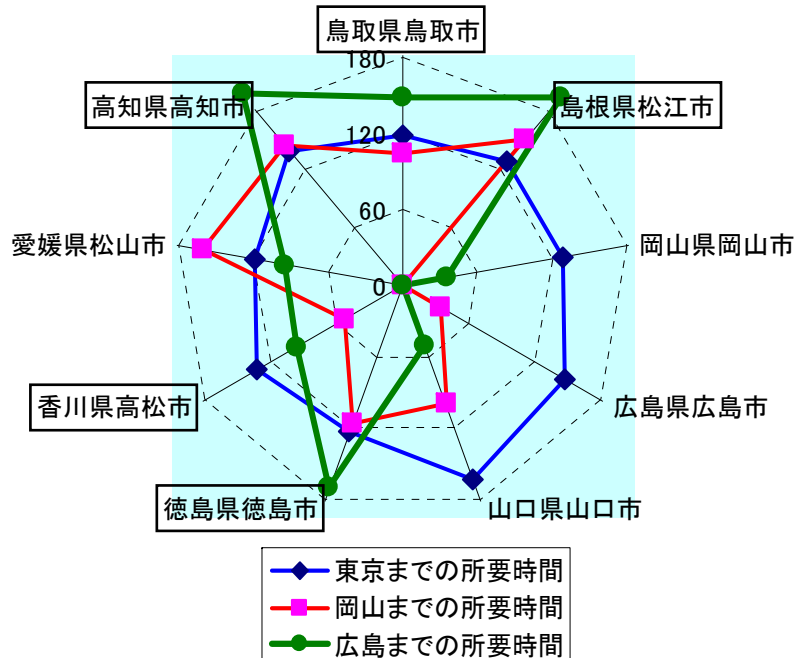 鳥取県鳥取市
180
高知県高知市
島根県松江市
120
60
愛媛県松山市
岡山県岡山市
0
香川県高松市
広島県広島市
徳島県徳島市
山口県山口市
東京までの所要時間
岡山までの所要時間
広島までの所要時間